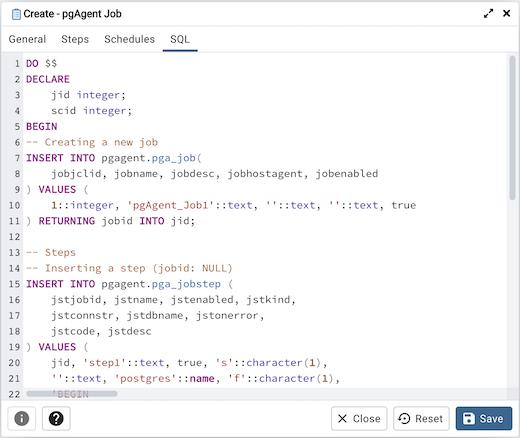 Create - pgAgent Job
General Steps Schedules SQL
1 DO $$
2 DECLARE
3     jid integer;
4     scid integer;
5 BEGIN
6 -- Creating a new job
7 INSERT INTO pgagent.pga_job(
8     jobjclid, jobname, jobdesc, jobhostagent, jobenabled
9 ) VALUES (
10     1::integer, 'pgAgent_Job1'::text, ''::text, ''::text, true
11 ) RETURNING jobid INTO jid;
12
13 -- Steps
14 -- Inserting a step (jobid: NULL)
15 INSERT INTO pgagent.pga_jobstep (
16     jstjobid, jstname, jstenabled, jstkind,
17     jstconnstr, jstdbname, jstonerror,
18     jstcode, jstdesc
19 ) VALUES (
20     jid, 'step1'::text, true, 's'::character(1),
21     ''::text, 'postgres'::name, 'f'::character(1),
22     'BEGIN
i ? Close Reset Save